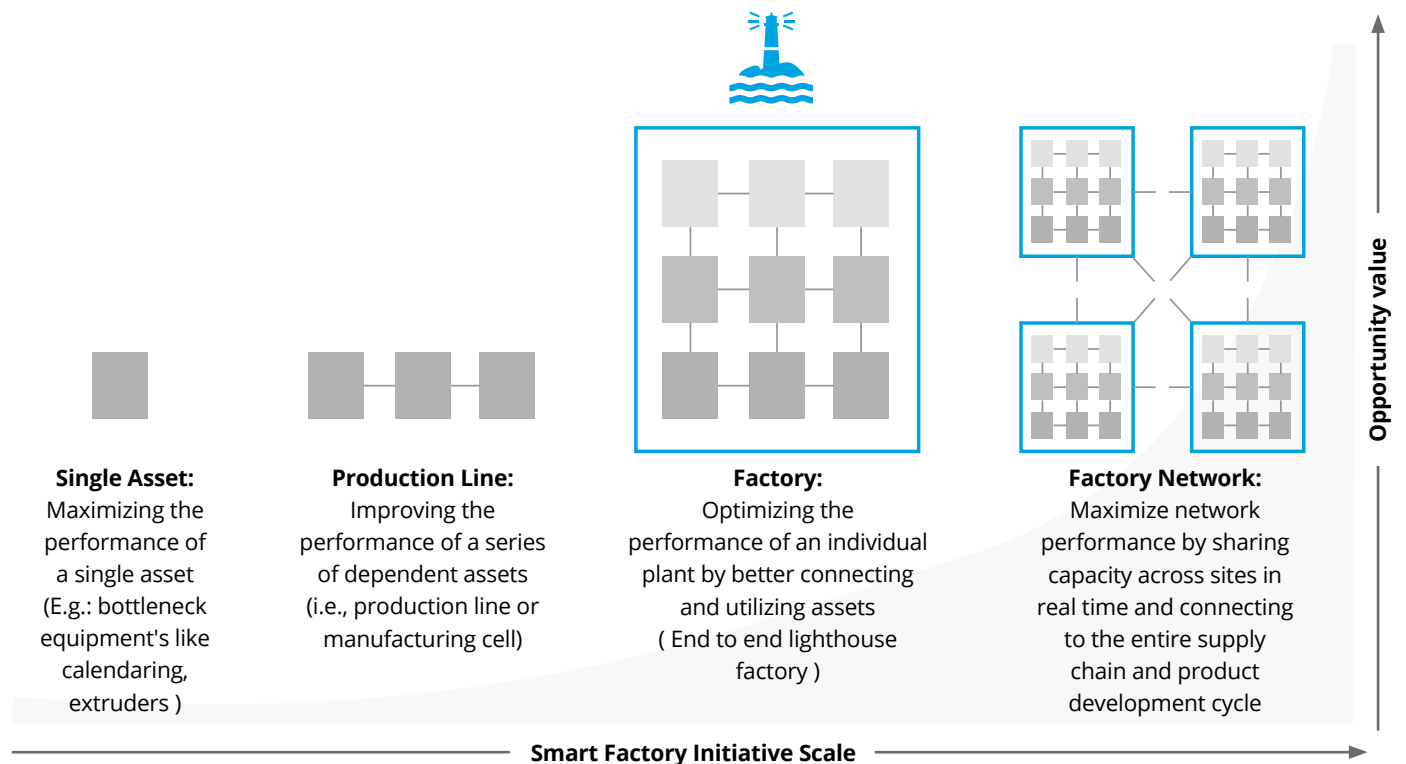 Single Asset:
Maximizing the
performance of
a single asset
(E.g.: bottleneck
equipment's like
calendaring,
extruders )
Production Line:
Improving the
performance of a series
of dependent assets
(i.e., production line or
manufacturing cell)
Factory:
Optimizing the
performance of an individual
plant by better connecting
and utilizing assets
( End to end lighthouse
factory )
Factory Network:
Maximize network
performance by sharing
capacity across sites in
real time and connecting
to the entire supply
chain and product
development cycle
Opportunity value
Smart Factory Initiative Scale